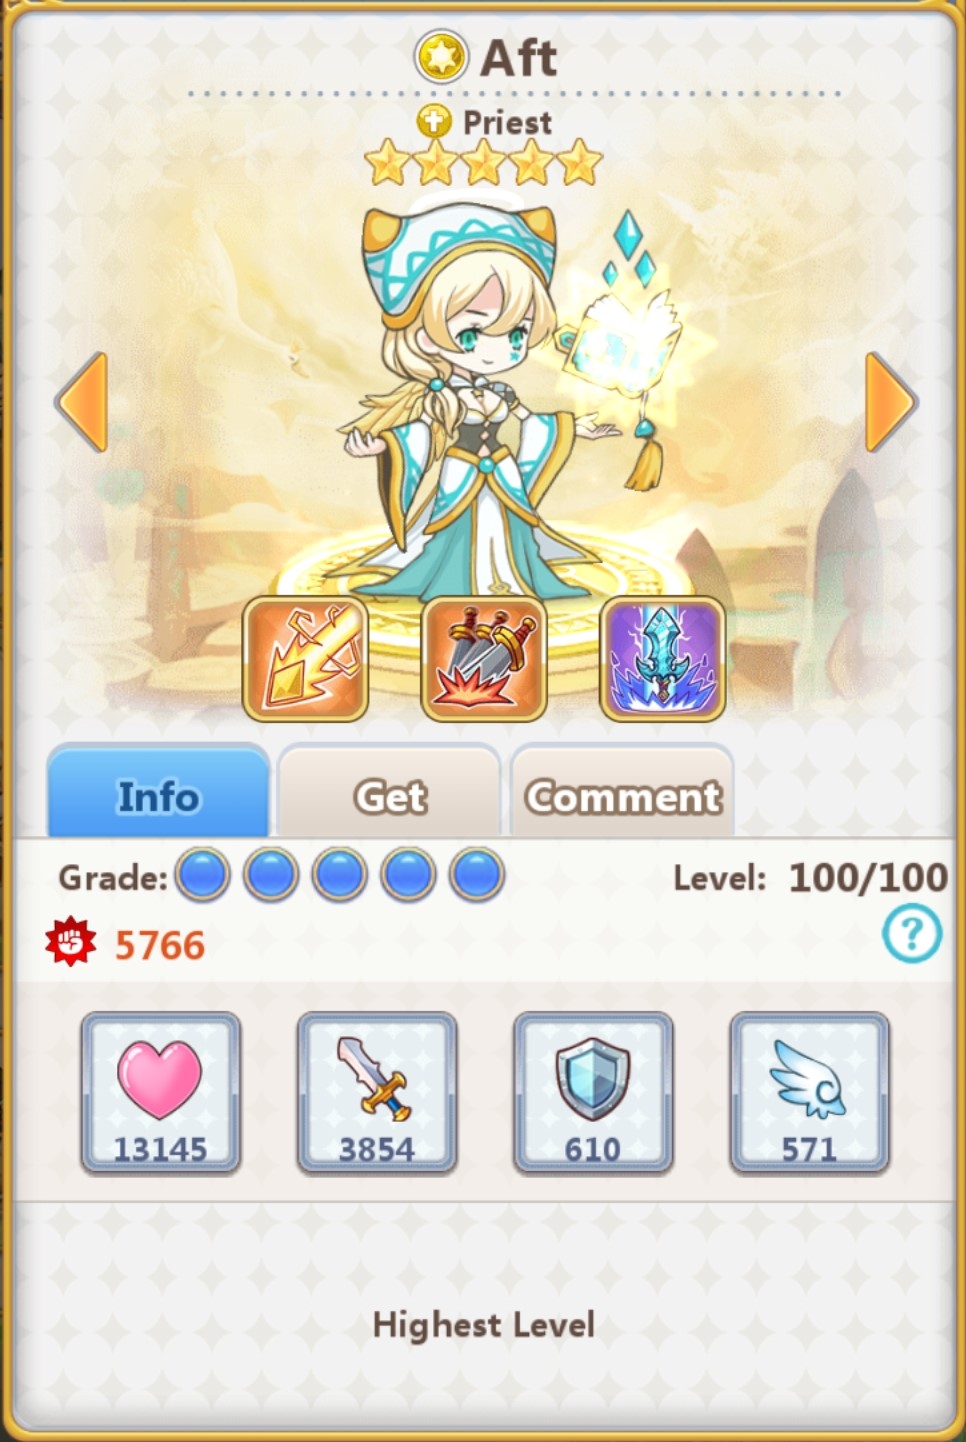 Aft
Priest
Info Get Comment
Grade: Level: 100/100
5766 ?
13145 3854 610 571
Highest Level